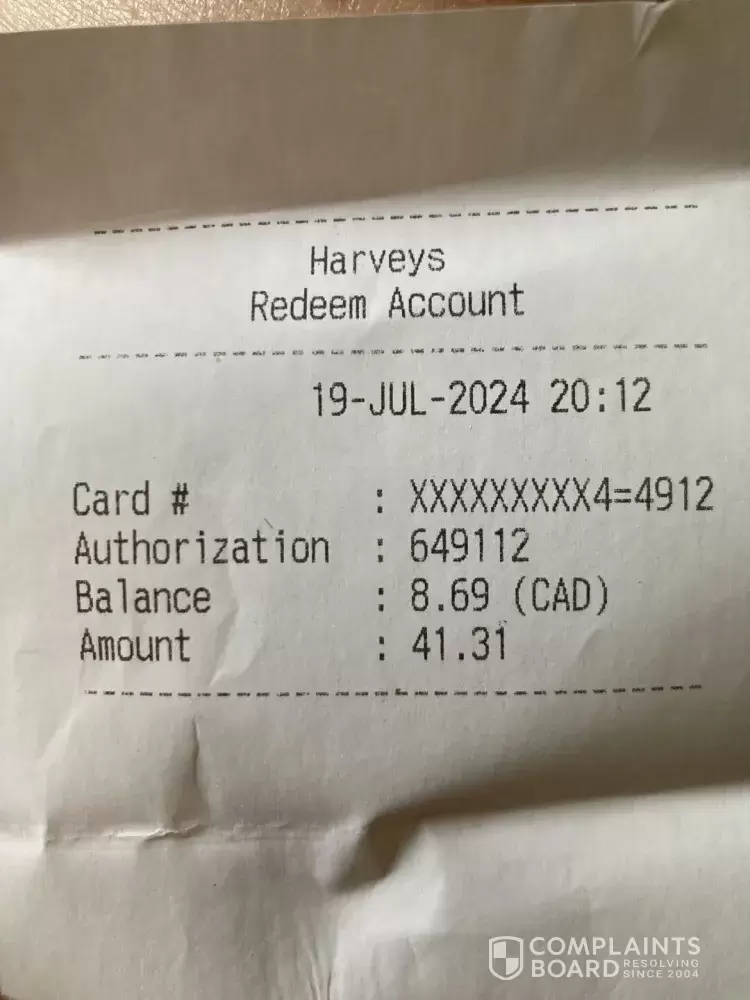 Harveys
Redeem Account
19-JUL-2024 20:12
Card # : XXXXXXXXX4=4912
Authorization : 649112
Balance : 8.69 (CAD)
Amount : 41.31
COMPLAINTS
BOARD RESOLVING
SINCE 2004